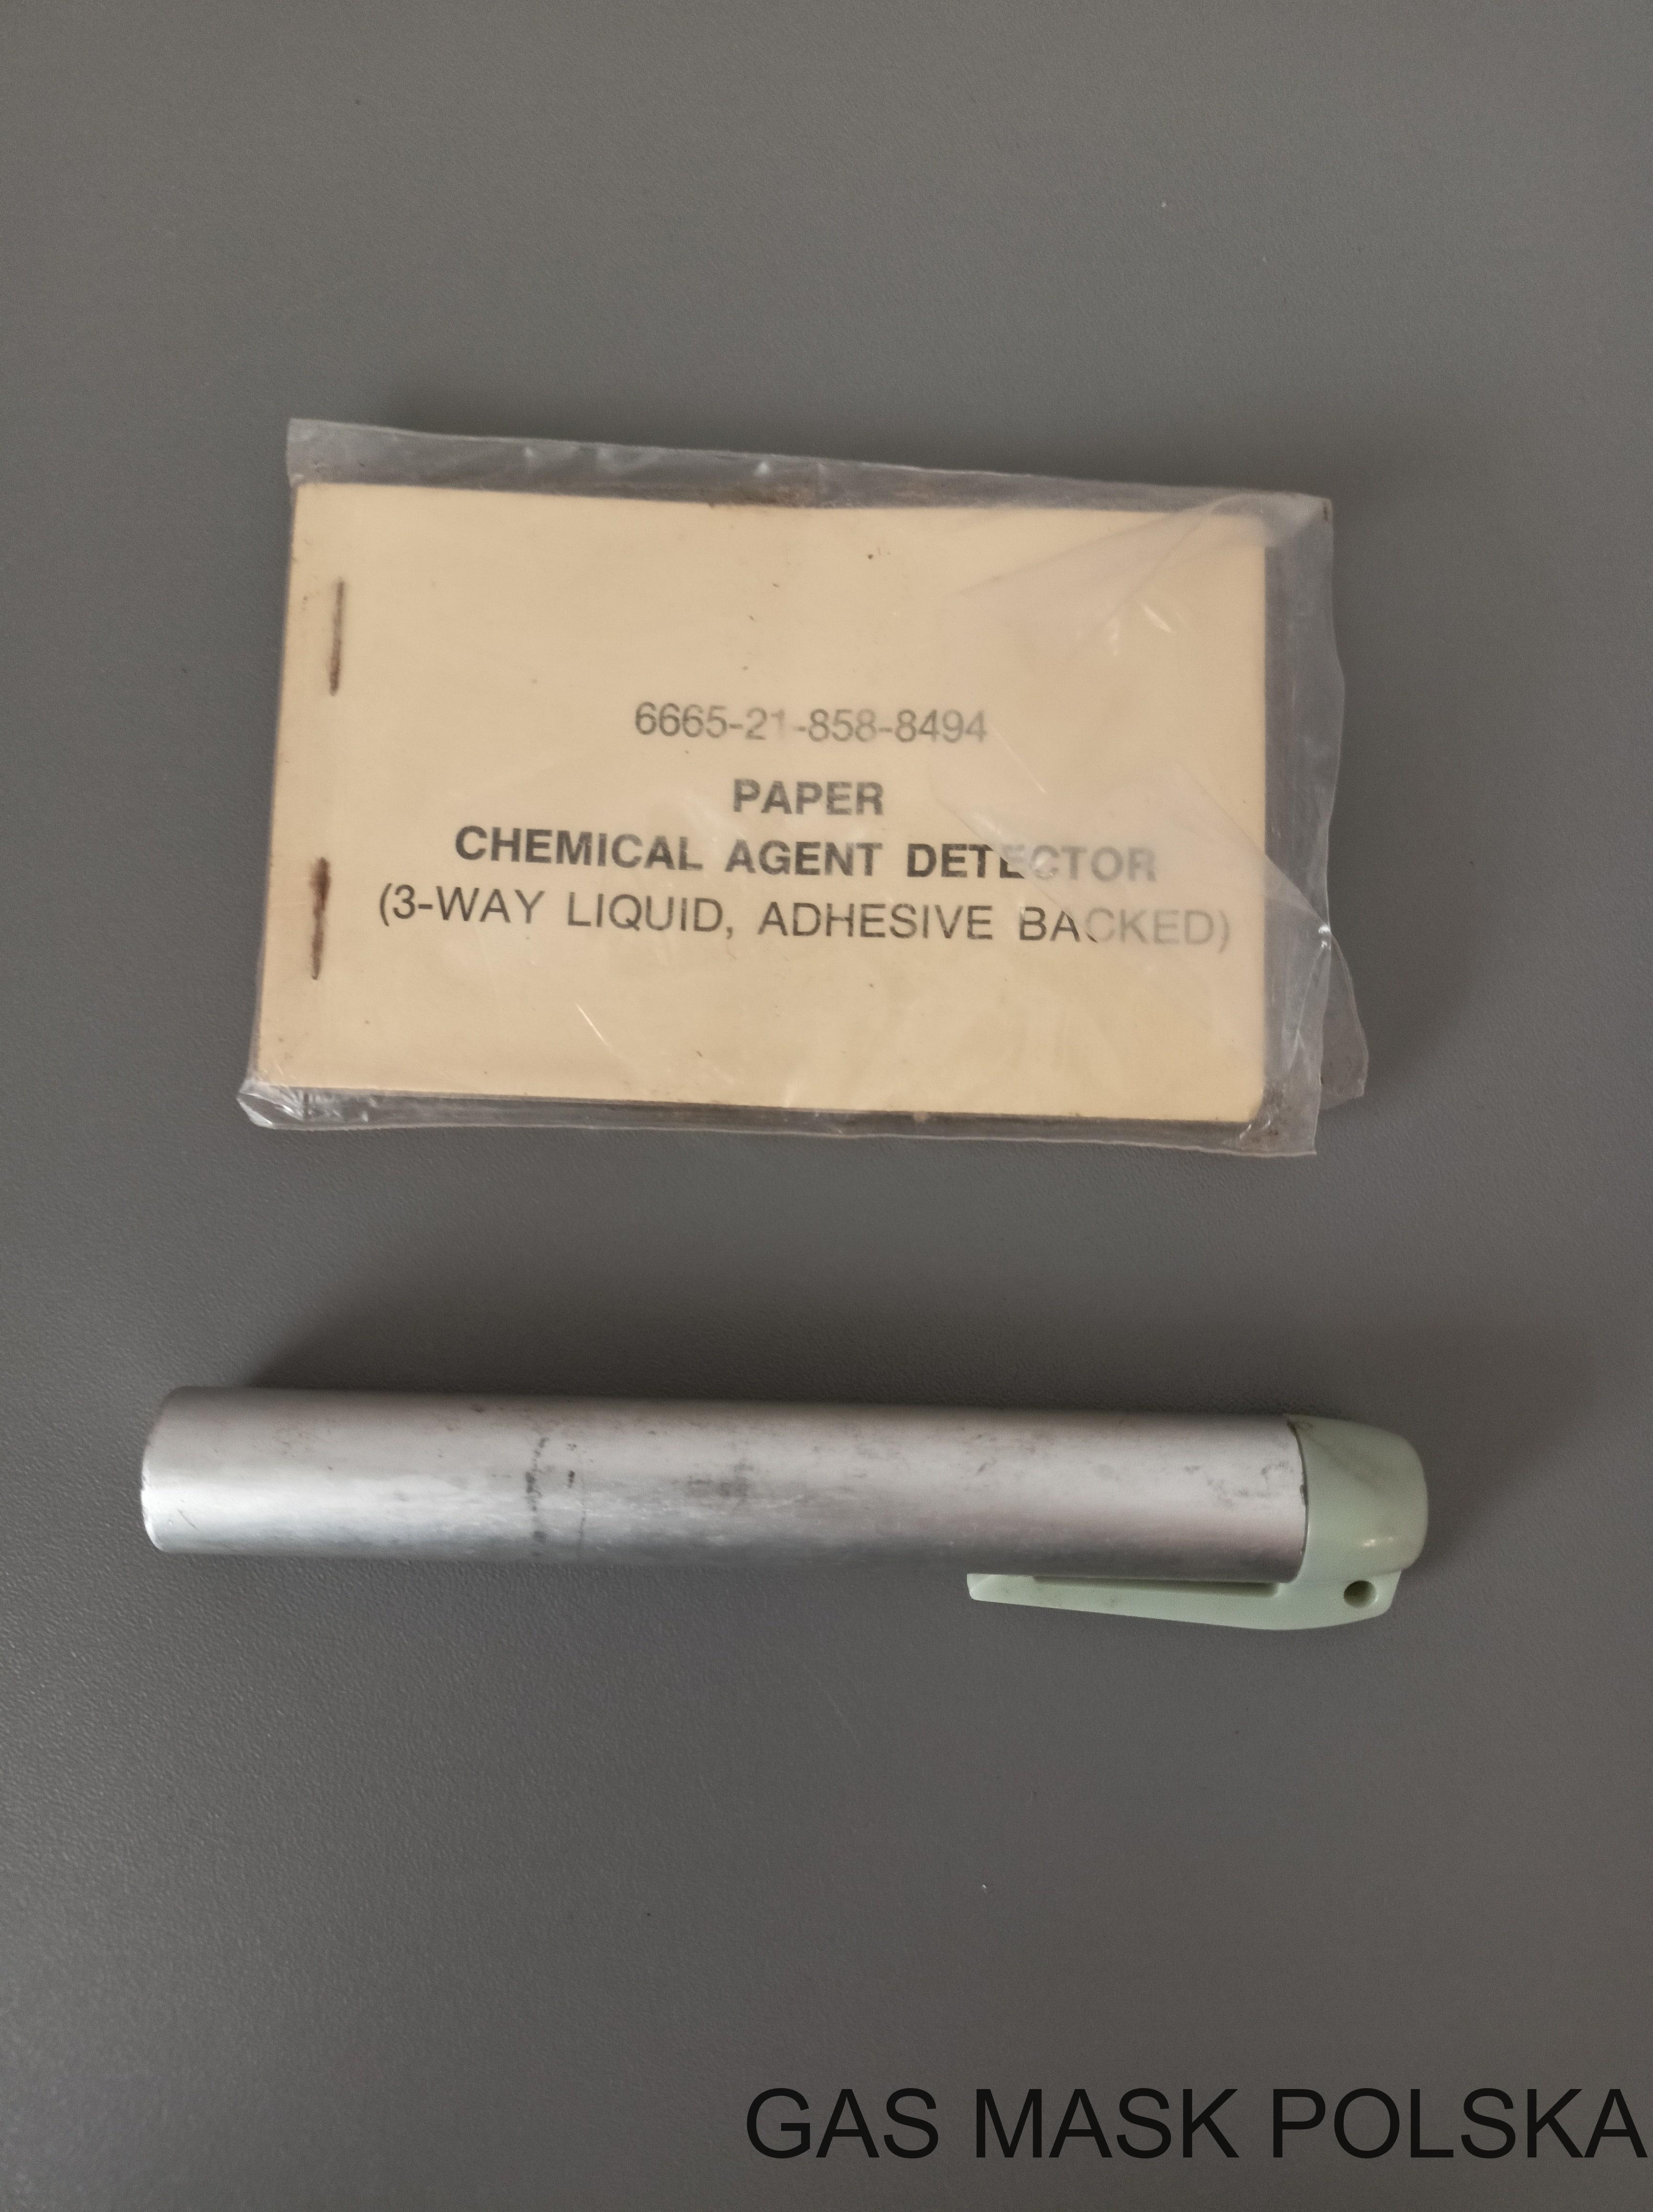 6665-21-858-8494
PAPER
CHEMICAL AGENT DETECTOR
(3-WAY LIQUID, ADHESIVE BACKED)
GAS MASK POLSKA